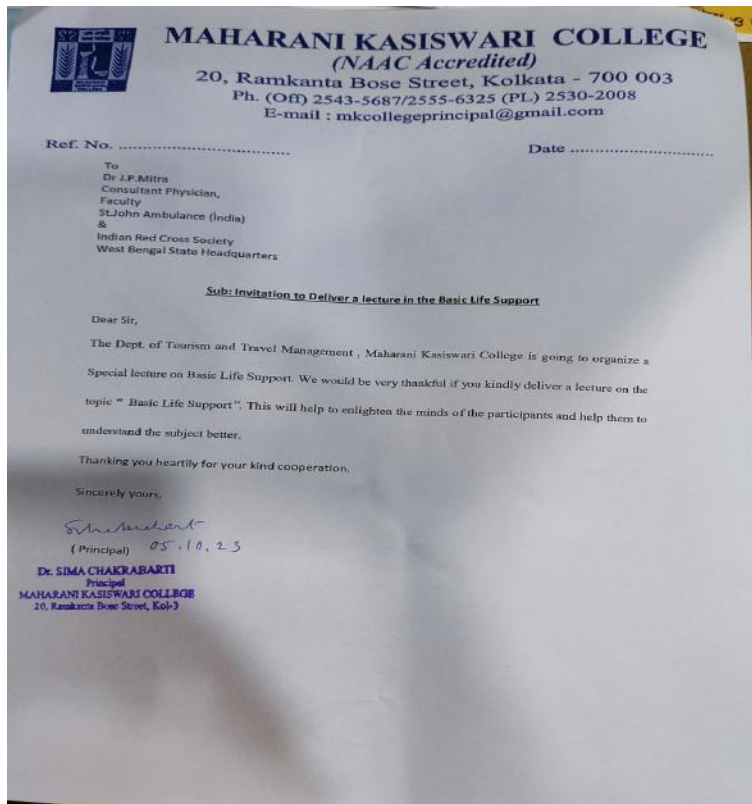 MAHARANI KASISWARI COLLEGE
(NAAC Accredited)
20, Ramkanta Bose Street, Kolkata - 700 003
Ph. (Off) 2543-5687/2555-6325 (PL) 2530-2008
E-mail : mkcollegeprincipal@gmail.com
Ref. No. ..................................
Date .............................
To
Dr J.P.Mitra
Consultant Physician,
Faculty
St.John Ambulance (India)
&
Indian Red Cross Society
West Bengal State Headquarters
Sub: Invitation to Deliver a lecture in the Basic Life Support
Dear Sir,
The Dept. of Tourism and Travel Management , Maharani Kasiswari College is going to organize a
Special lecture on Basic Life Support. We would be very thankful if you kindly deliver a lecture on the
topic " Basic Life Support". This will help to enlighten the minds of the participants and help them to
understand the subject better.
Thanking you heartily for your kind cooperation.
Sincerely yours,
( Principal) 05.10.23
Dr. SIMA CHAKRABARTI
Principal
MAHARANI KASISWARI COLLEGE
20, Ramkanta Bose Street, Kol-3